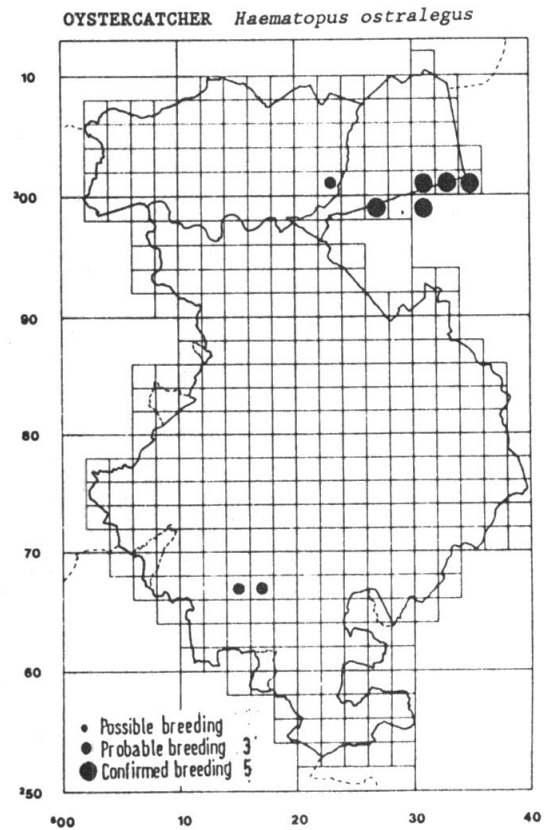 OYSTERCATCHER Haematopus ostralegus
10
³00
90
80
70
60
Possible breeding
Probable breeding 3
Confirmed breeding 5
²50
⁶00 10 20 30 40